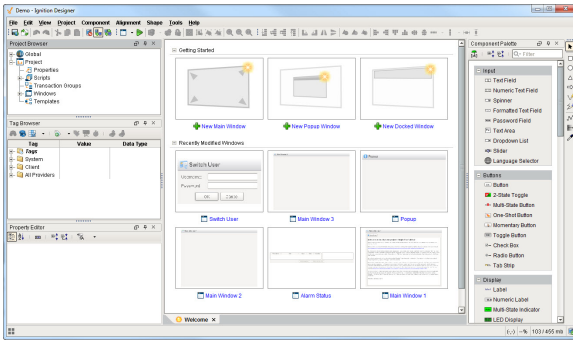 Demo - Ignition Designer
File Edit View Project Component Alignment Shape Tools Help
Project Browser
Global
Project
Properties
Scripts
Transaction Groups
Windows
Templates
Tag Browser
Tag Value Data Type
Tags
System
Client
All Providers
Property Editor
Getting Started
New Main Window
New Popup Window
New Docked Window
Recently Modified Windows
Switch User
Username
Password
OK
Switch User
Main Window 3
Popup
Popup
Main Window 2
Alarm Status
Main Window 1
Welcome
Component Palette
Filter
Input
Text Field
Numeric Text Field
Spinner
Formatted Text Field
Password Field
Text Area
Dropdown List
Slider
Language Selector
Buttons
Button
2-State Toggle
Multi-State Button
One-Shot Button
Momentary Button
Toggle Button
Check Box
Radio Button
Tab Strip
Display
Label
Numeric Label
Multi-State Indicator
LED Display
(-,-) --% 103 / 455 mb